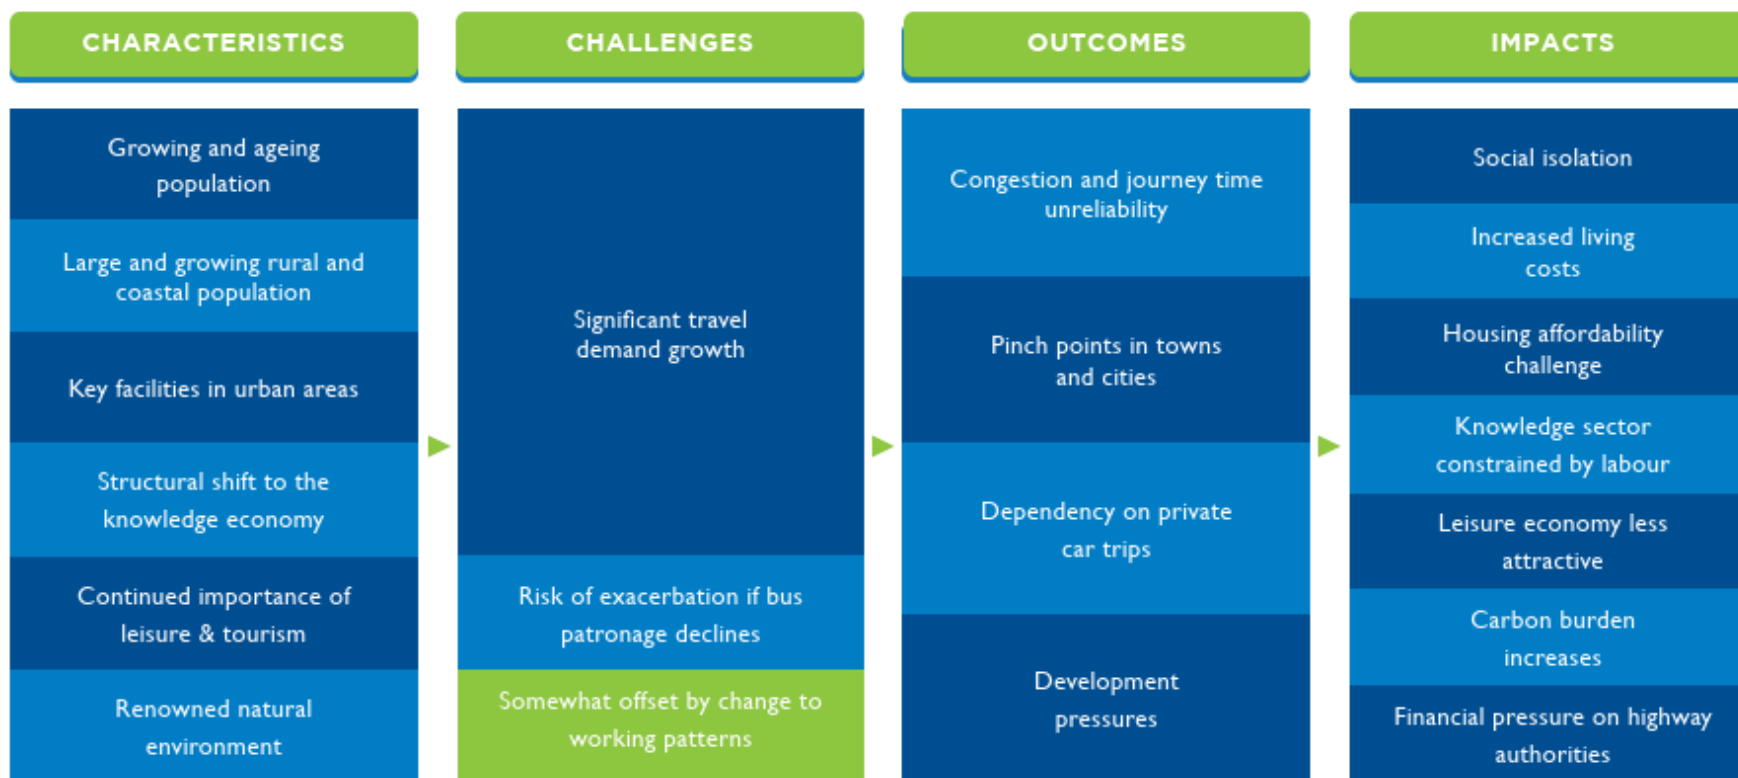 CHARACTERISTICS
Growing and ageing
population
Large and growing rural and
coastal population
Key facilities in urban areas
Structural shift to the
knowledge economy
Continued importance of
leisure & tourism
Renowned natural
environment
CHALLENGES
Significant travel
demand growth
Risk of exacerbation if bus
patronage declines
Somewhat offset by change to
working patterns
OUTCOMES
Congestion and journey time
unreliability
Pinch points in towns
and cities
Dependency on private
car trips
Development
pressures
IMPACTS
Social isolation
Increased living
costs
Housing affordability
challenge
Knowledge sector
constrained by labour
Leisure economy less
attractive
Carbon burden
increases
Financial pressure on highway
authorities